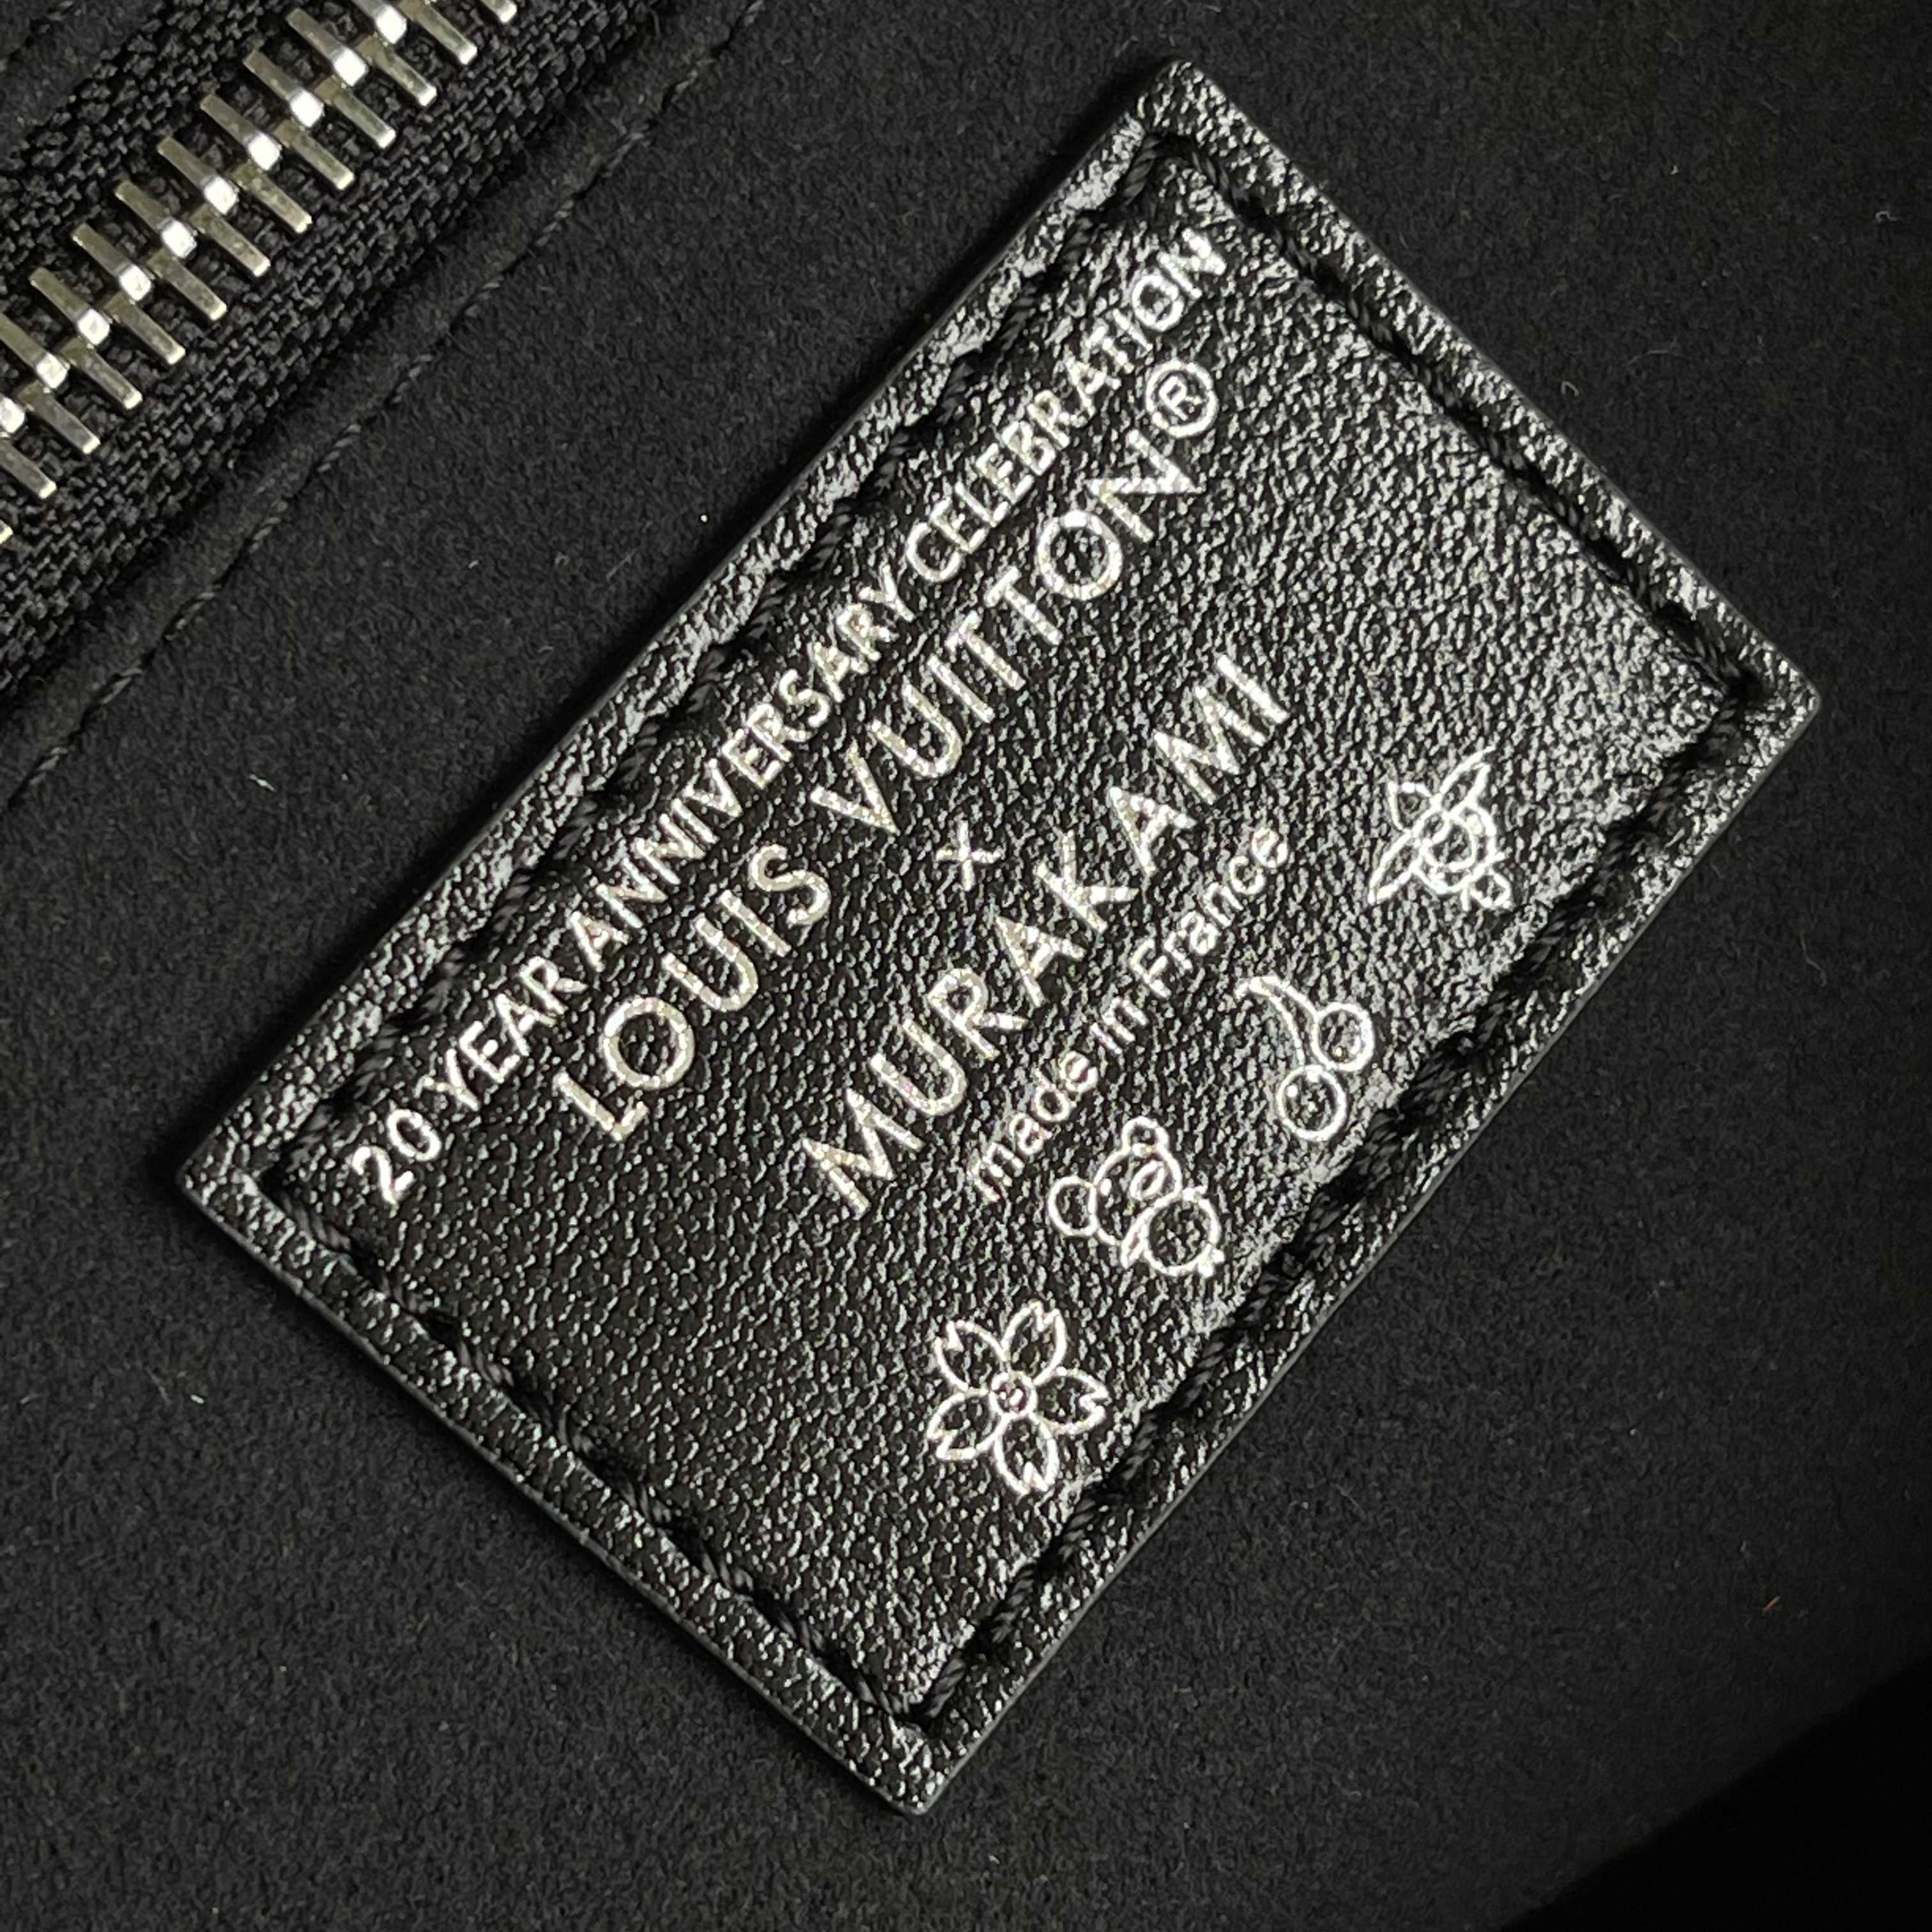 20 YEAR ANNIVERSARY CELEBRATION
LOUIS VUITTON®
x
MURAKAMI
made in France